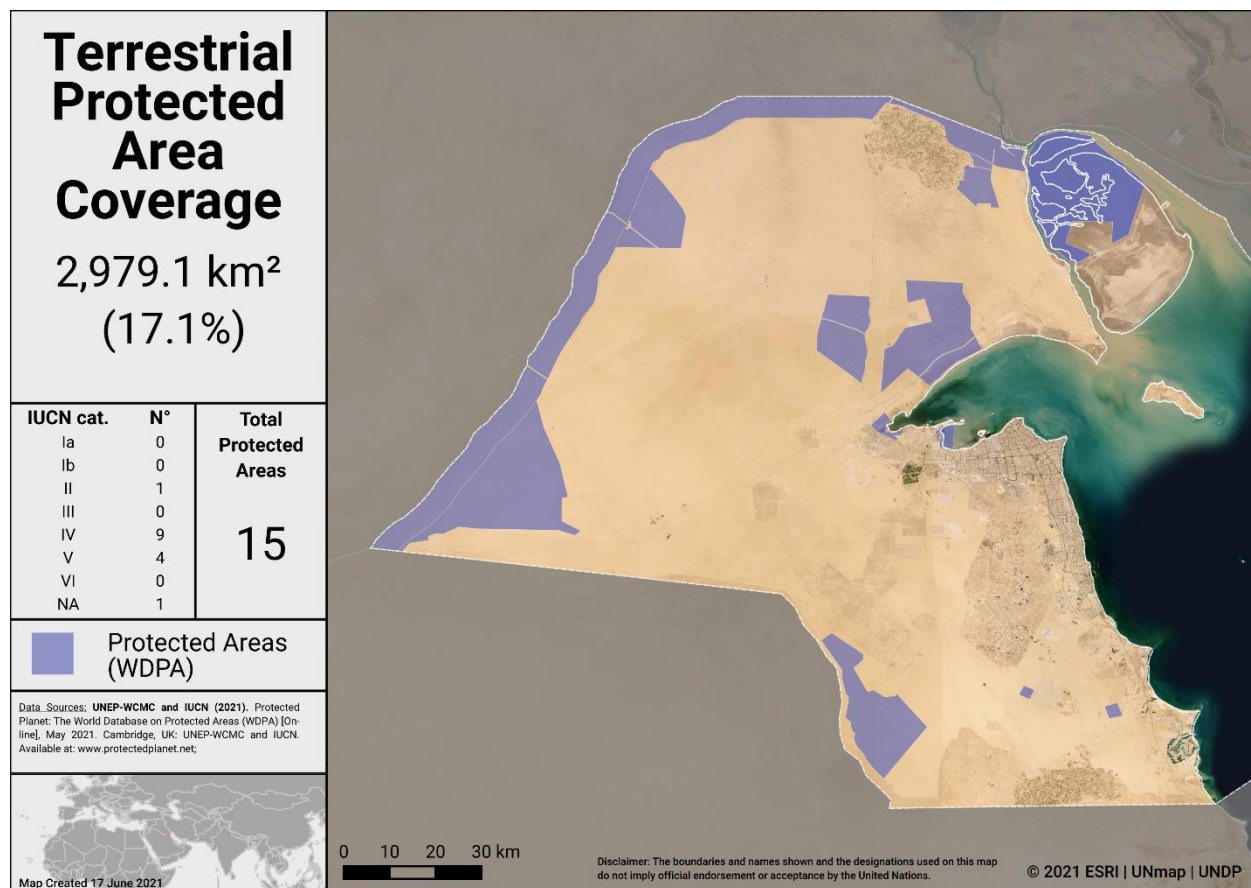 Terrestrial
Protected
Area
Coverage
2,979.1 km²
(17.1%)
IUCN cat. N°
Ia 0
Ib 0
II 1
III 0
IV 9
V 4
VI 0
NA 1
Total
Protected
Areas
15
Protected Areas
(WDPA)
Data Sources: UNEP-WCMC and IUCN (2021). Protected
Planet: The World Database on Protected Areas (WDPA) [On-
line], May 2021. Cambridge, UK: UNEP-WCMC and IUCN.
Available at: www.protectedplanet.net;
Map Created 17 June 2021
0 10 20 30 km
Disclaimer: The boundaries and names shown and the designations used on this map
do not imply official endorsement or acceptance by the United Nations.
© 2021 ESRI | UNmap | UNDP